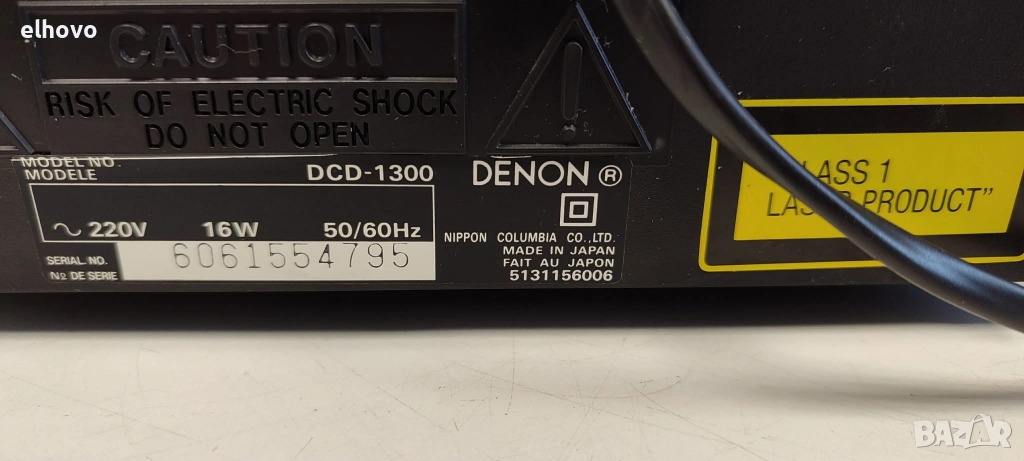 elhovo
CAUTION
RISK OF ELECTRIC SHOCK
DO NOT OPEN
MODEL NO.
MODELE
DCD-1300
∼ 220V 16W 50/60Hz
SERIAL NO.
Nº DE SERIE
6061554795
DENON ®
NIPPON COLUMBIA CO.,LTD.
MADE IN JAPAN
FAIT AU JAPON
5131156006
LASS 1
PRODUCT”
BAZAR